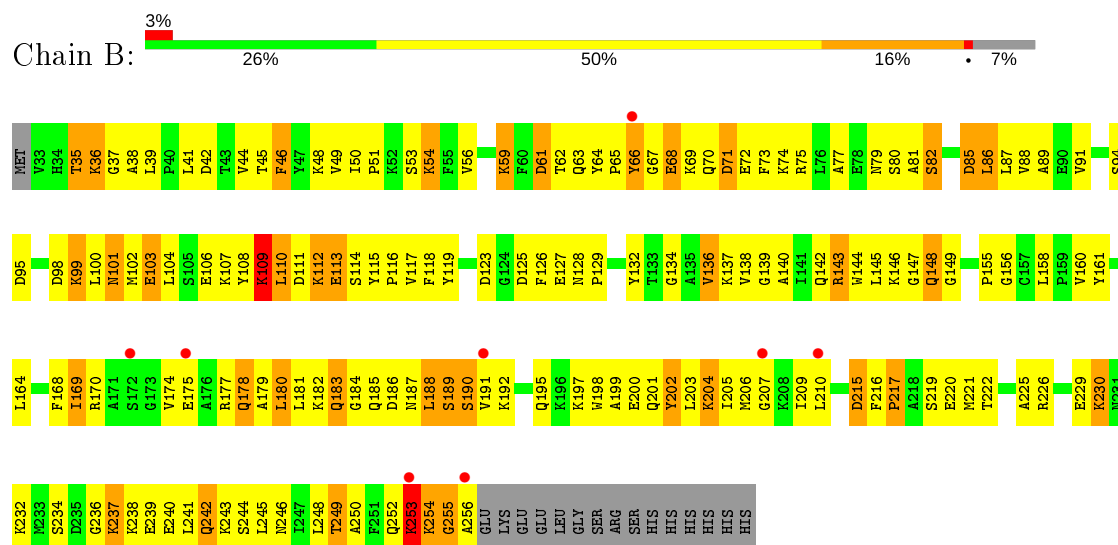 3%
Chain B:
26% 50% 16% • 7%
MET V33 H34 T35 K36 G37 A38 L39 P40 L41 D42 T43 V44 T45 F46 Y47 K48 V49 I50 P51 K52 S53 K54 F55 V56 K59 F60 D61 T62 Q63 Y64 P65 Y66 G67 E68 K69 Q70 D71 E72 F73 K74 R75 L76 A77 E78 N79 S80 A81 S82 D85 L86 L87 V88 A89 E90 V91 S94
D95 D98 K99 L100 N101 M102 E103 L104 S105 E106 K107 Y108 K109 L110 D111 K112 E113 S114 Y115 P116 V117 F118 Y119 D123 G124 D125 F126 E127 N128 P129 Y132 T133 G134 A135 V136 K137 V138 G139 A140 I141 Q142 R143 W144 L145 K146 G147 Q148 G149 P155 G156 C157 L158 P159 V160 Y161
L164 F168 I169 R170 A171 S172 G173 V174 E175 A176 R177 Q178 A179 L180 L181 K182 Q183 G184 Q185 D186 N187 L188 S189 S190 V191 K192 Q195 K196 K197 W198 A199 E200 Q201 Y202 L203 K204 I205 M206 G207 K208 I209 L210 D215 F216 P217 A218 S219 E220 M221 T222 A225 R226 E229 K230 N231
K232 M233 S234 D235 G236 K237 K238 E239 E240 L241 Q242 K243 S244 L245 N246 I247 L248 T249 A250 F251 Q252 K253 K254 G255 A256 GLU LYS GLU GLU LEU GLY SER ARG SER HIS HIS HIS HIS HIS HIS